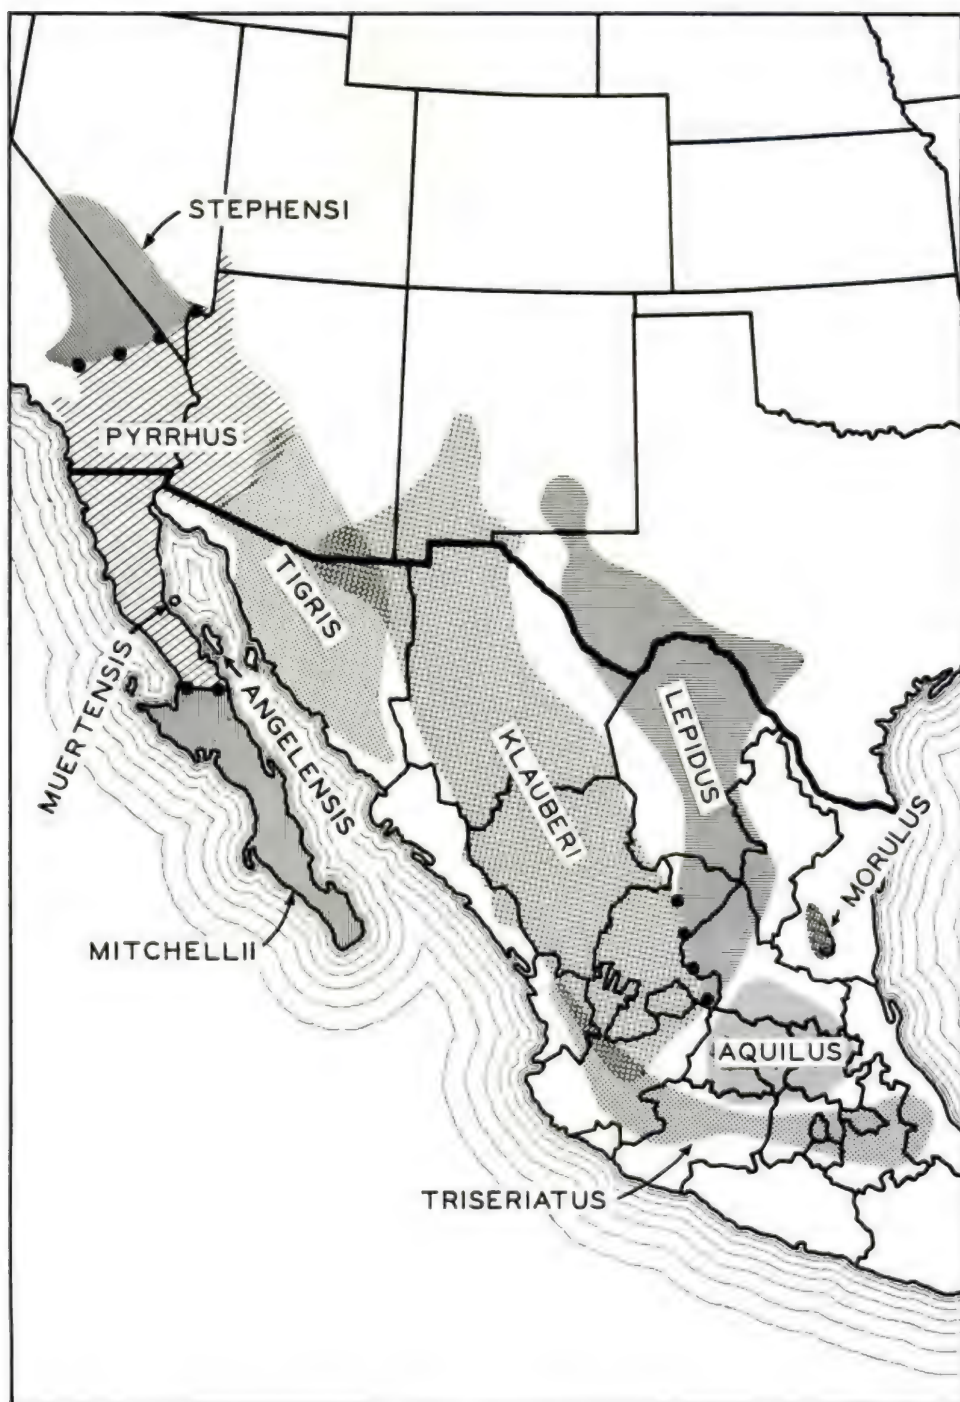 STEPHENSI
PYRRHUS
TIGRIS
MUERTENSIS
ANGELENSIS
KLAUBERI
LEPIDUS
MORULUS
MITCHELLII
AQUILUS
TRISERIATUS